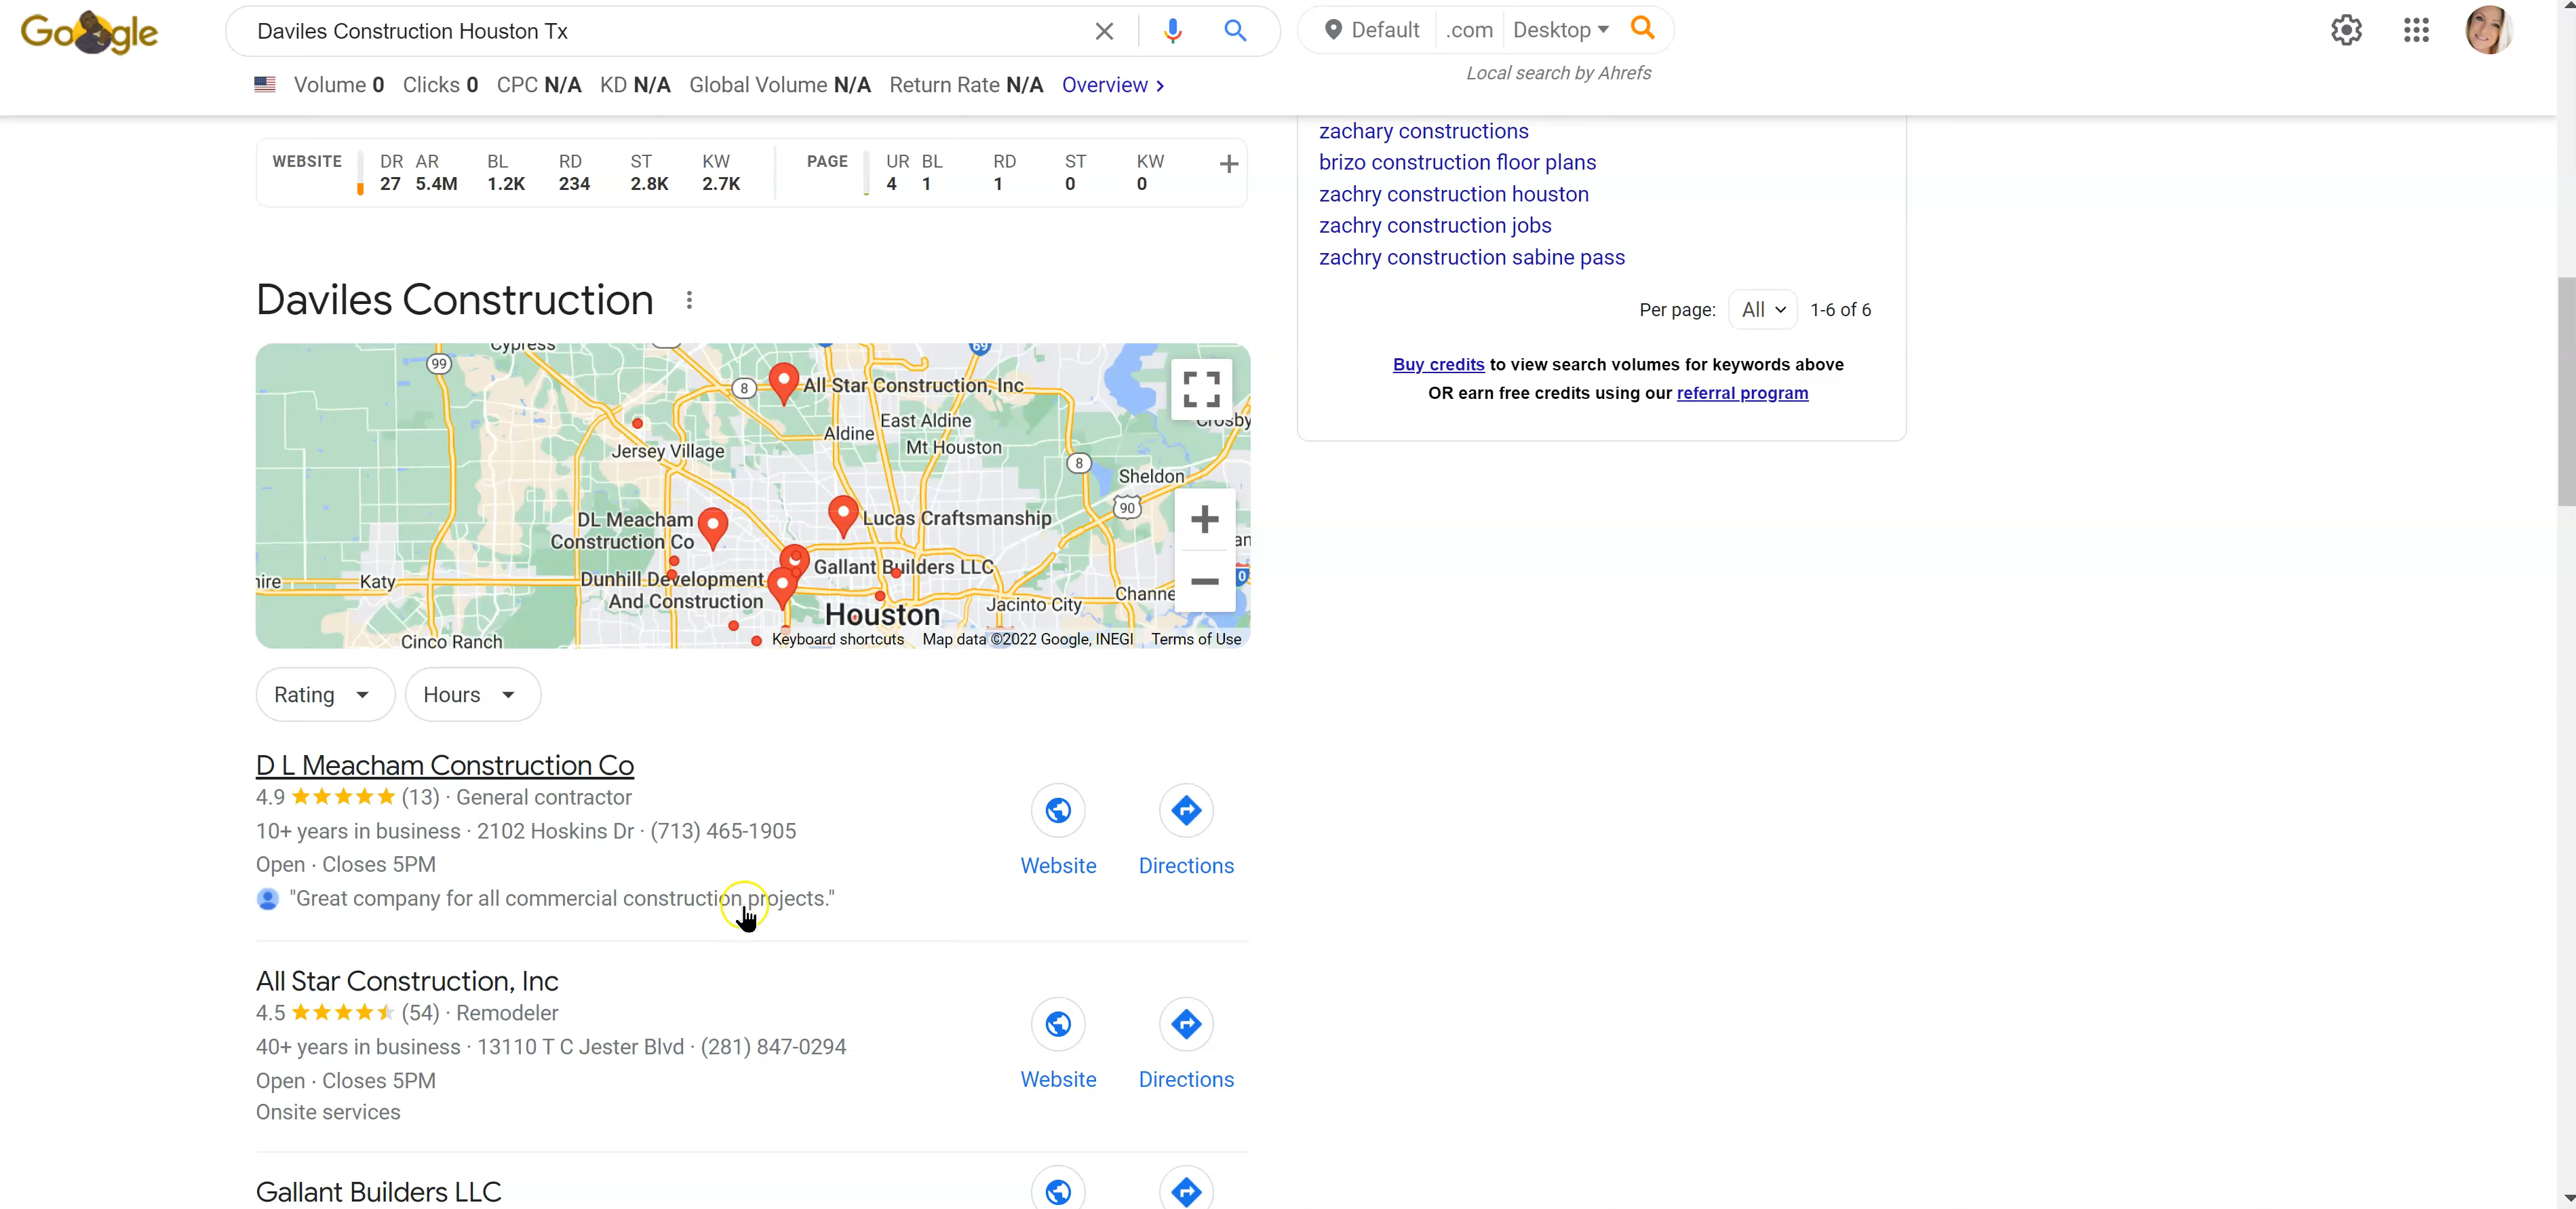 Google
Daviles Construction Houston Tx
Default .com Desktop
Local search by Ahrefs
Volume 0 Clicks 0 CPC N/A KD N/A Global Volume N/A Return Rate N/A Overview >
WEBSITE DR AR BL RD ST KW PAGE UR BL RD ST KW
27 5.4M 1.2K 234 2.8K 2.7K 4 1 1 0 0
zachary constructions
brizo construction floor plans
zachry construction houston
zachry construction jobs
zachry construction sabine pass
Per page: All 1-6 of 6
Buy credits to view search volumes for keywords above
OR earn free credits using our referral program
Daviles Construction
Cypress
99
8
69
All Star Construction, Inc
East Aldine
Aldine
Mt Houston
Crosby
Jersey Village
8
Sheldon
90
DL Meacham
Construction Co
Lucas Craftsmanship
Gallant Builders LLC
Katy
Dunhill Development
And Construction
Houston
Jacinto City
Cinco Ranch
Keyboard shortcuts Map data ©2022 Google, INEGI Terms of Use
Rating Hours
D L Meacham Construction Co
4.9 (13) · General contractor
10+ years in business · 2102 Hoskins Dr · (713) 465-1905
Open · Closes 5PM
"Great company for all commercial construction projects."
Website Directions
All Star Construction, Inc
4.5 (54) · Remodeler
40+ years in business · 13110 T C Jester Blvd · (281) 847-0294
Open · Closes 5PM
Onsite services
Website Directions
Gallant Builders LLC